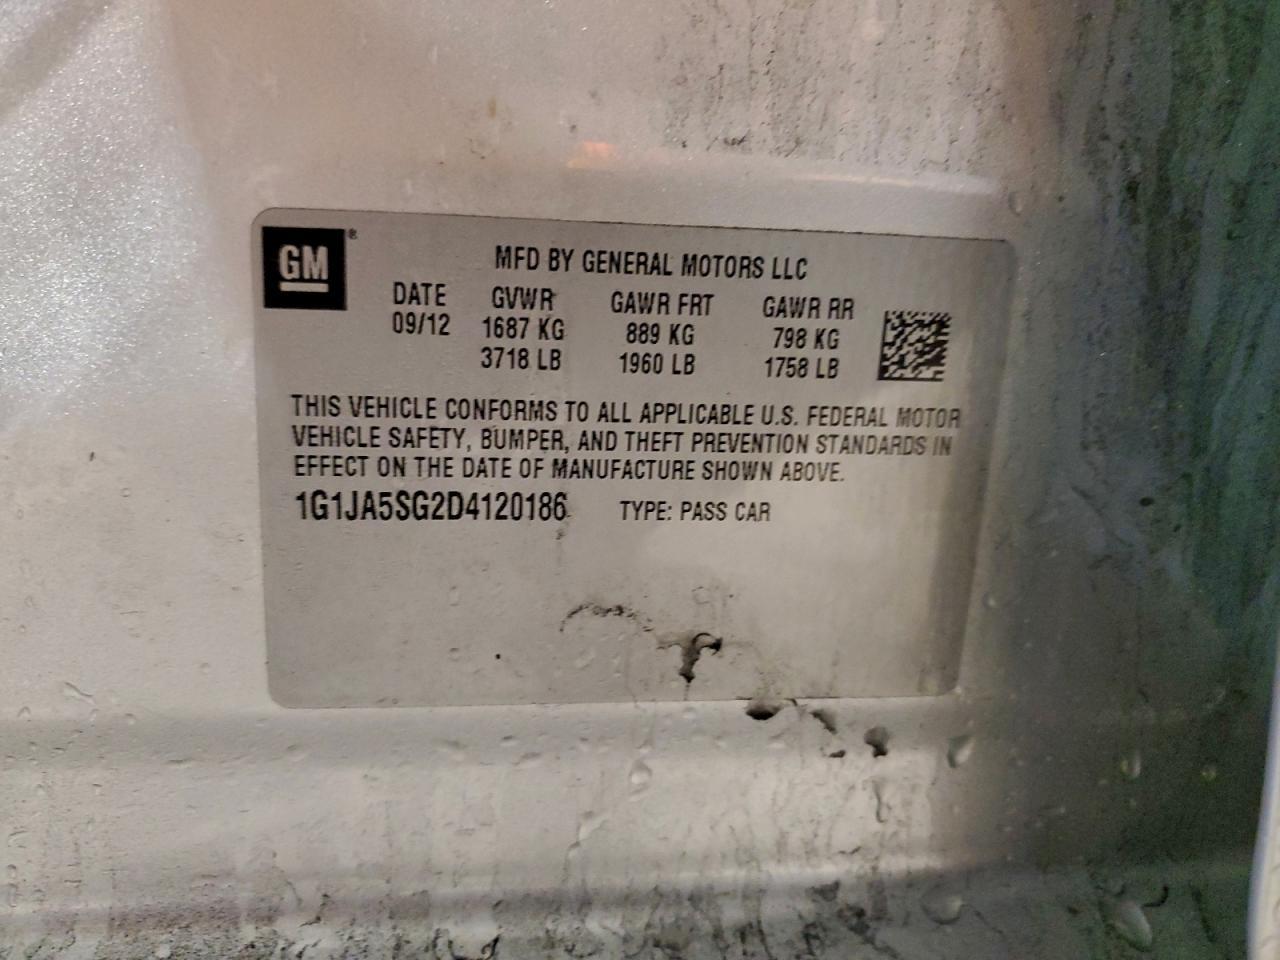 GM®
MFD BY GENERAL MOTORS LLC
DATE GVWR GAWR FRT GAWR RR
09/12 1687 KG 889 KG 798 KG
3718 LB 1960 LB 1758 LB
THIS VEHICLE CONFORMS TO ALL APPLICABLE U.S. FEDERAL MOTOR
VEHICLE SAFETY, BUMPER, AND THEFT PREVENTION STANDARDS IN
EFFECT ON THE DATE OF MANUFACTURE SHOWN ABOVE.
1G1JA5SG2D4120186 TYPE: PASS CAR